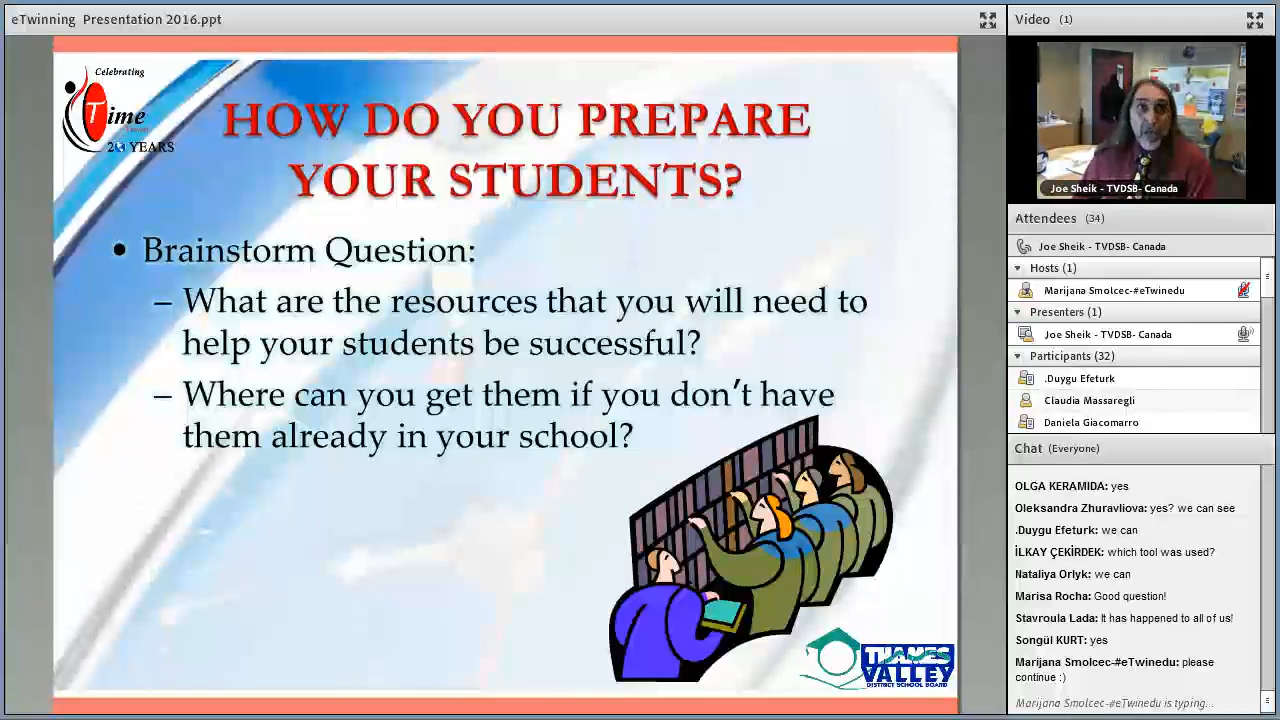 eTwinning Presentation 2016.ppt
Celebrating
Time
20 YEARS
HOW DO YOU PREPARE
YOUR STUDENTS?
• Brainstorm Question:
– What are the resources that you will need to
help your students be successful?
– Where can you get them if you don't have
them already in your school?
THAMES
VALLEY
DISTRICT SCHOOL BOARD
Video (1)
Joe Sheik - TVDSB- Canada
Attendees (34)
Joe Sheik - TVDSB- Canada
Hosts (1)
Marijana Smolcec-#eTwinedu
Presenters (1)
Joe Sheik - TVDSB-Canada
Participants (32)
.Duygu Efeturk
Claudia Massaregli
Daniela Giacomarro
Chat (Everyone)
OLGA KERAMIDA: yes
Oleksandra Zhuravliova: yes? we can see
.Duygu Efeturk: we can
İLKAY ÇEKİRDEK: which tool was used?
Nataliya Orlyk: we can
Marisa Rocha: Good question!
Stavroula Lada: It has happened to all of us!
Songül KURT: yes
Marijana Smolcec-#eTwinedu: please
continue :)
Marijana Smolcec-#eTwinedu is typing...